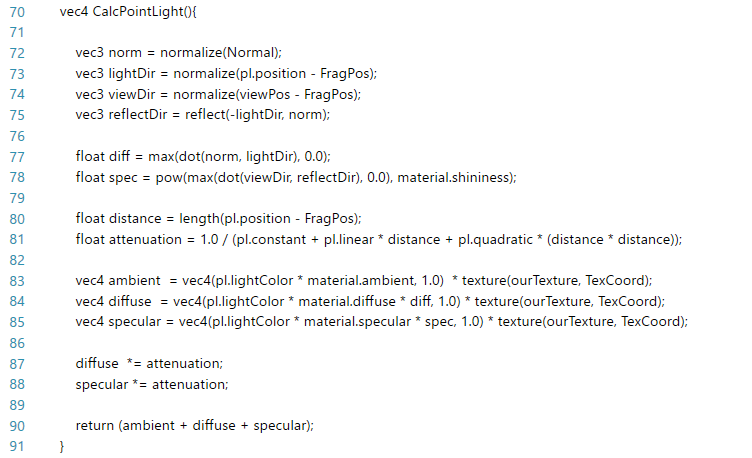 70 vec4 CalcPointLight(){
71
72 vec3 norm = normalize(Normal);
73 vec3 lightDir = normalize(pl.position - FragPos);
74 vec3 viewDir = normalize(viewPos - FragPos);
75 vec3 reflectDir = reflect(-lightDir, norm);
76
77 float diff = max(dot(norm, lightDir), 0.0);
78 float spec = pow(max(dot(viewDir, reflectDir), 0.0), material.shininess);
79
80 float distance = length(pl.position - FragPos);
81 float attenuation = 1.0 / (pl.constant + pl.linear * distance + pl.quadratic * (distance * distance));
82
83 vec4 ambient  = vec4(pl.lightColor * material.ambient, 1.0)  * texture(ourTexture, TexCoord);
84 vec4 diffuse  = vec4(pl.lightColor * material.diffuse * diff, 1.0) * texture(ourTexture, TexCoord);
85 vec4 specular = vec4(pl.lightColor * material.specular * spec, 1.0) * texture(ourTexture, TexCoord);
86
87 diffuse  *= attenuation;
88 specular *= attenuation;
89
90 return (ambient + diffuse + specular);
91 }